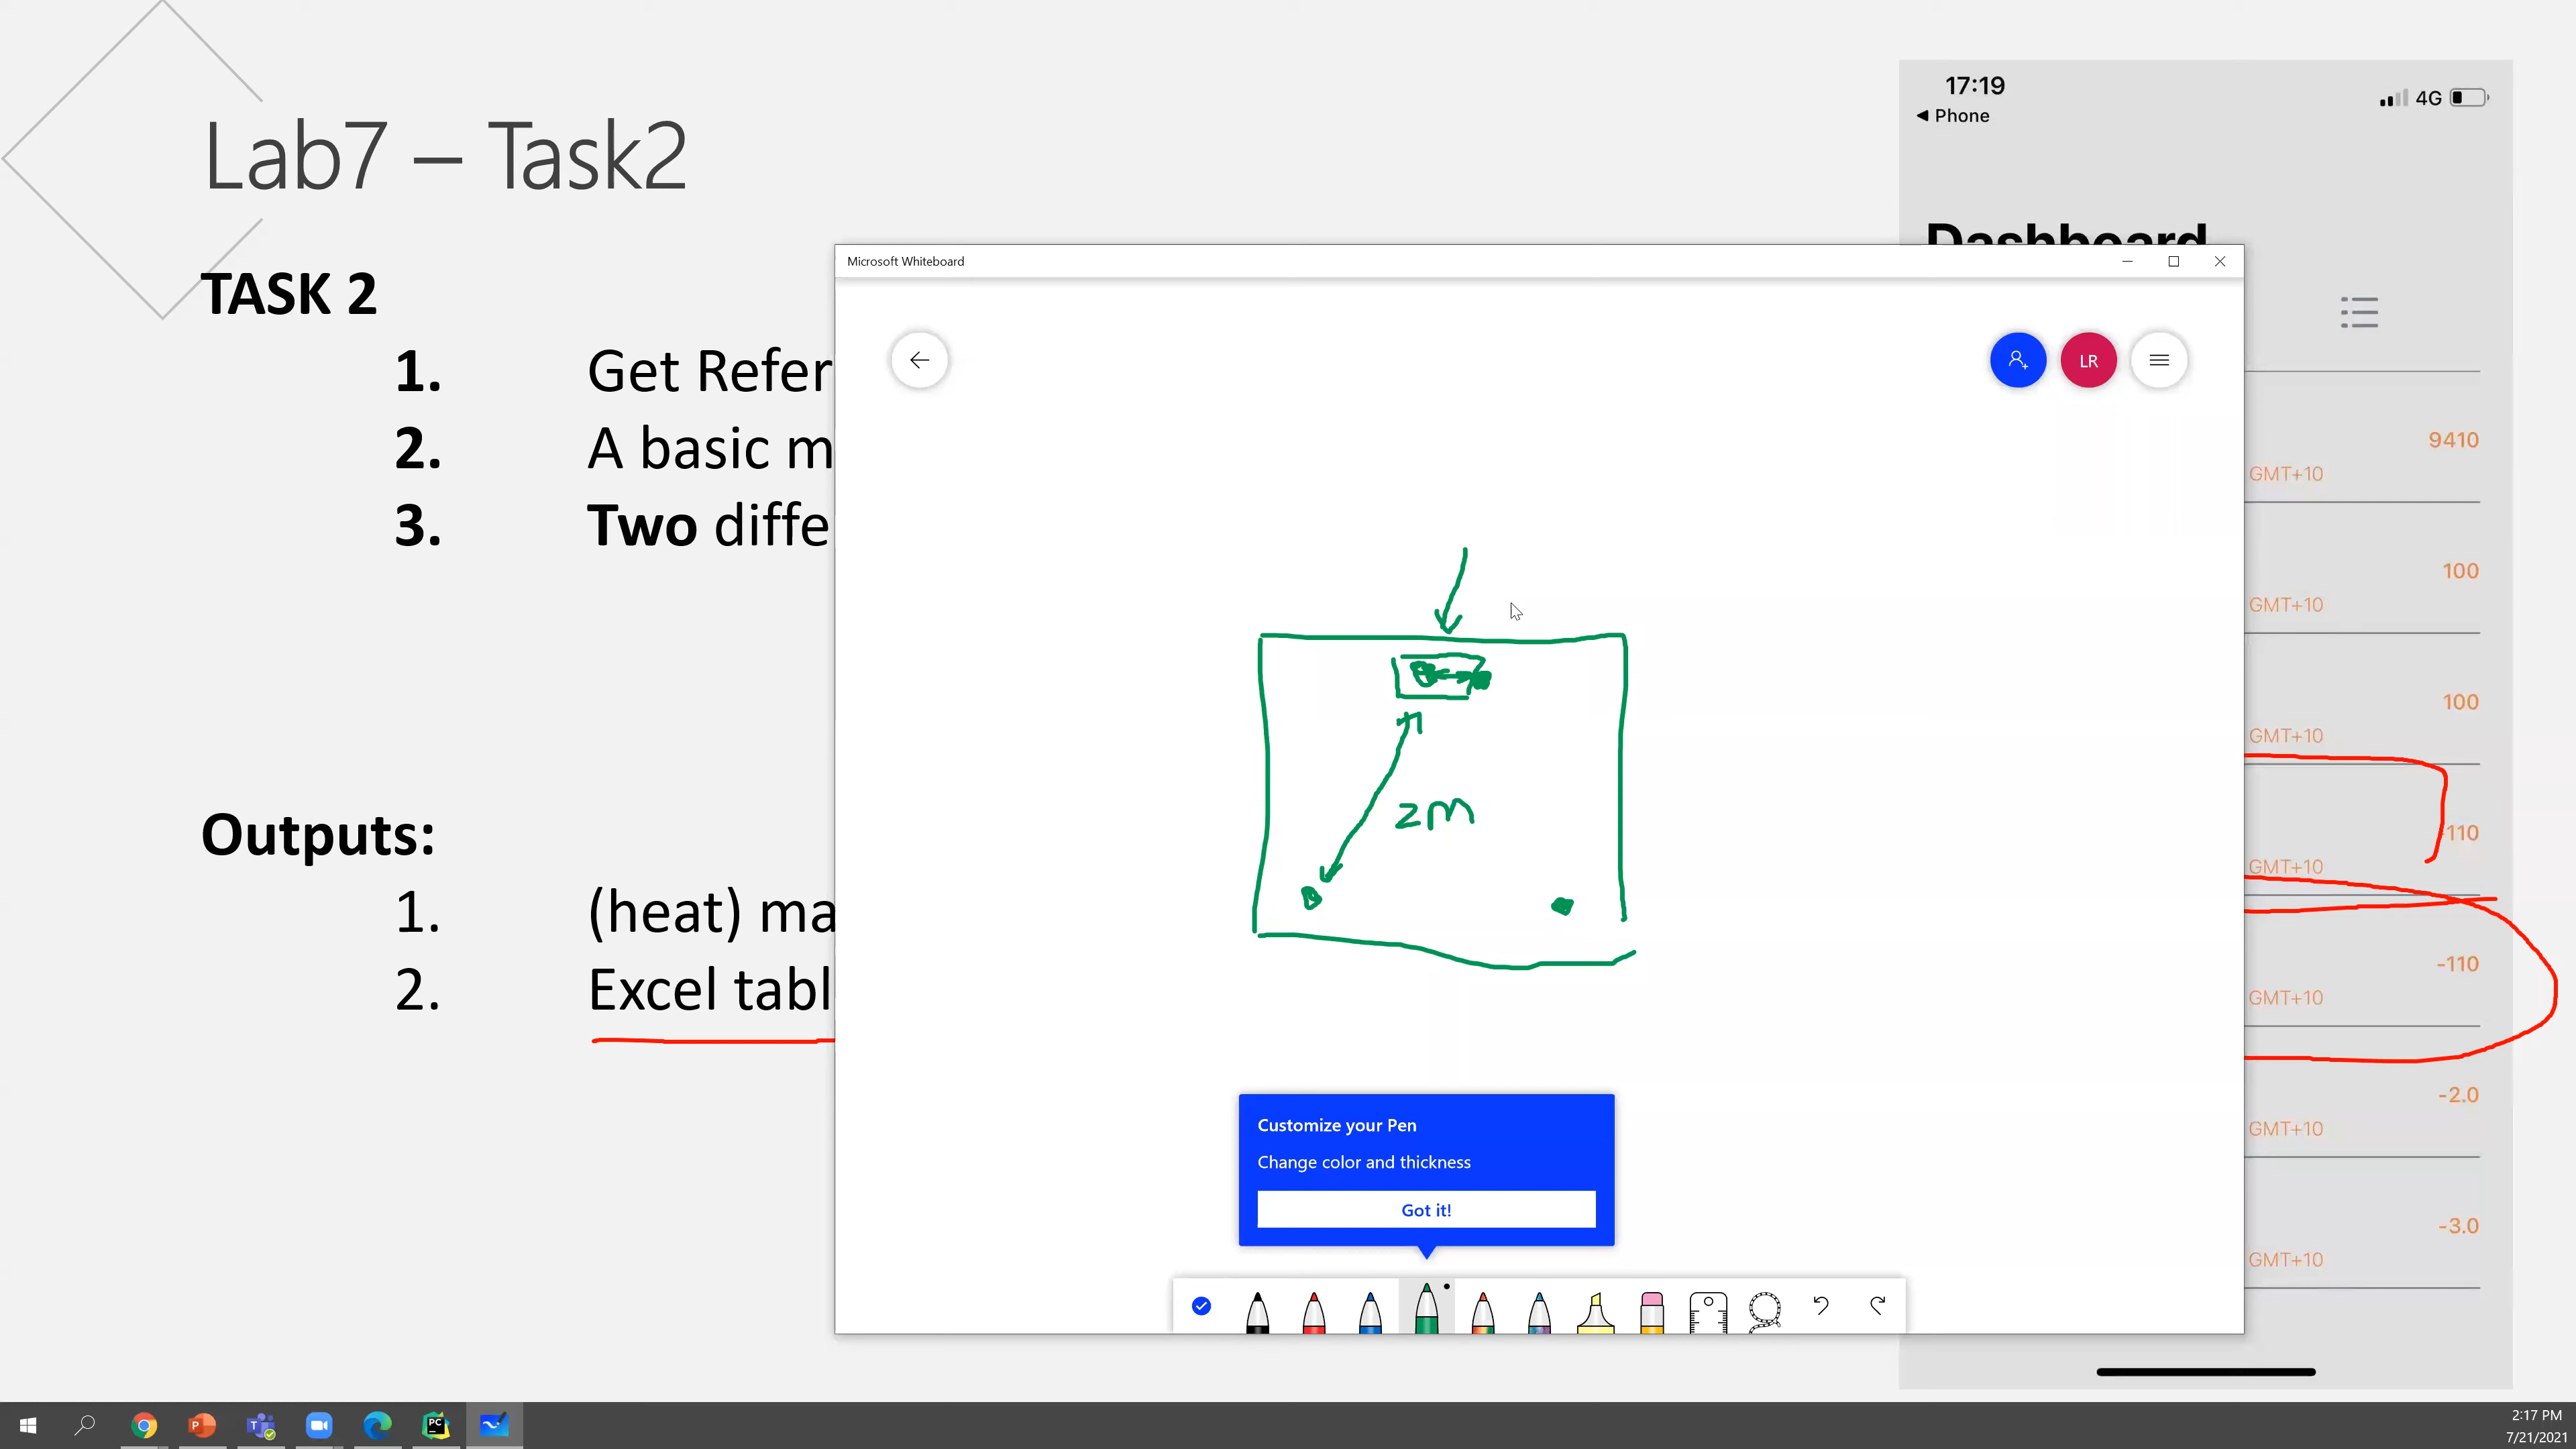 Lab7 – Task2
TASK 2
1. Get Refer
2. A basic m
3. Two diffe
Outputs:
1. (heat) ma
2. Excel tabl
17:19
4G
◀ Phone
Dashboard
9410
GMT+10
100
GMT+10
100
GMT+10
110
GMT+10
-110
GMT+10
-2.0
GMT+10
-3.0
GMT+10
Microsoft Whiteboard
LR
2m
Customize your Pen
Change color and thickness
Got it!
2:17 PM
7/21/2021